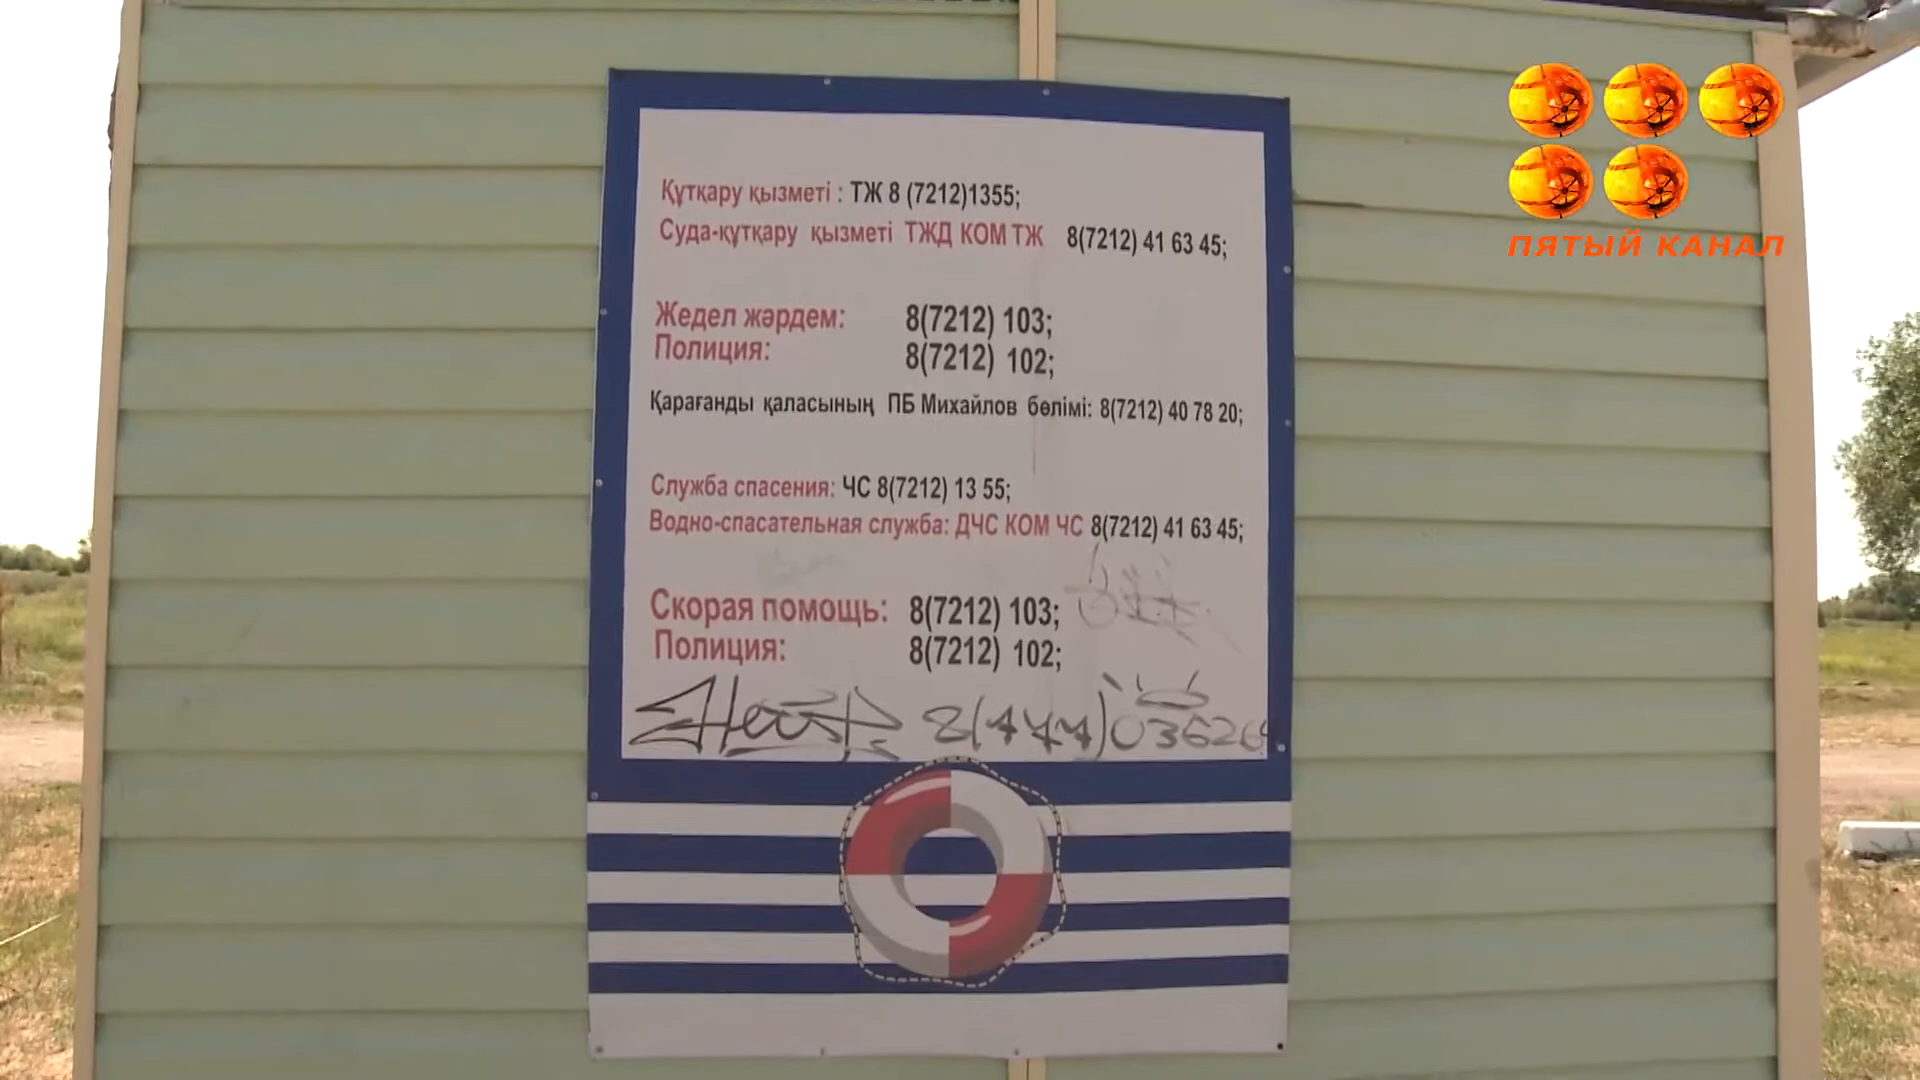 Құтқару қызметі : ТЖ 8 (7212)1355;
Суда-құтқару қызметі ТЖД КОМ ТЖ 8(7212) 41 63 45;
Жедел жәрдем: 8(7212) 103;
Полиция: 8(7212) 102;
Қарағанды қаласының ПБ Михайлов бөлімі: 8(7212) 40 78 20;
Служба спасения: ЧС 8(7212) 13 55;
Водно-спасательная служба: ДЧС КОМ ЧС 8(7212) 41 63 45;
Скорая помощь: 8(7212) 103;
Полиция: 8(7212) 102;
ПЯТЫЙ КАНАЛ